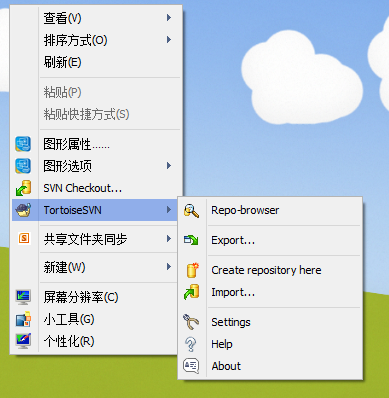 查看(V)
排序方式(O)
刷新(E)
粘贴(P)
粘贴快捷方式(S)
图形属性......
图形选项
SVN Checkout...
TortoiseSVN
共享文件夹同步
新建(W)
屏幕分辨率(C)
小工具(G)
个性化(R)
Repo-browser
Export...
Create repository here
Import...
Settings
Help
About